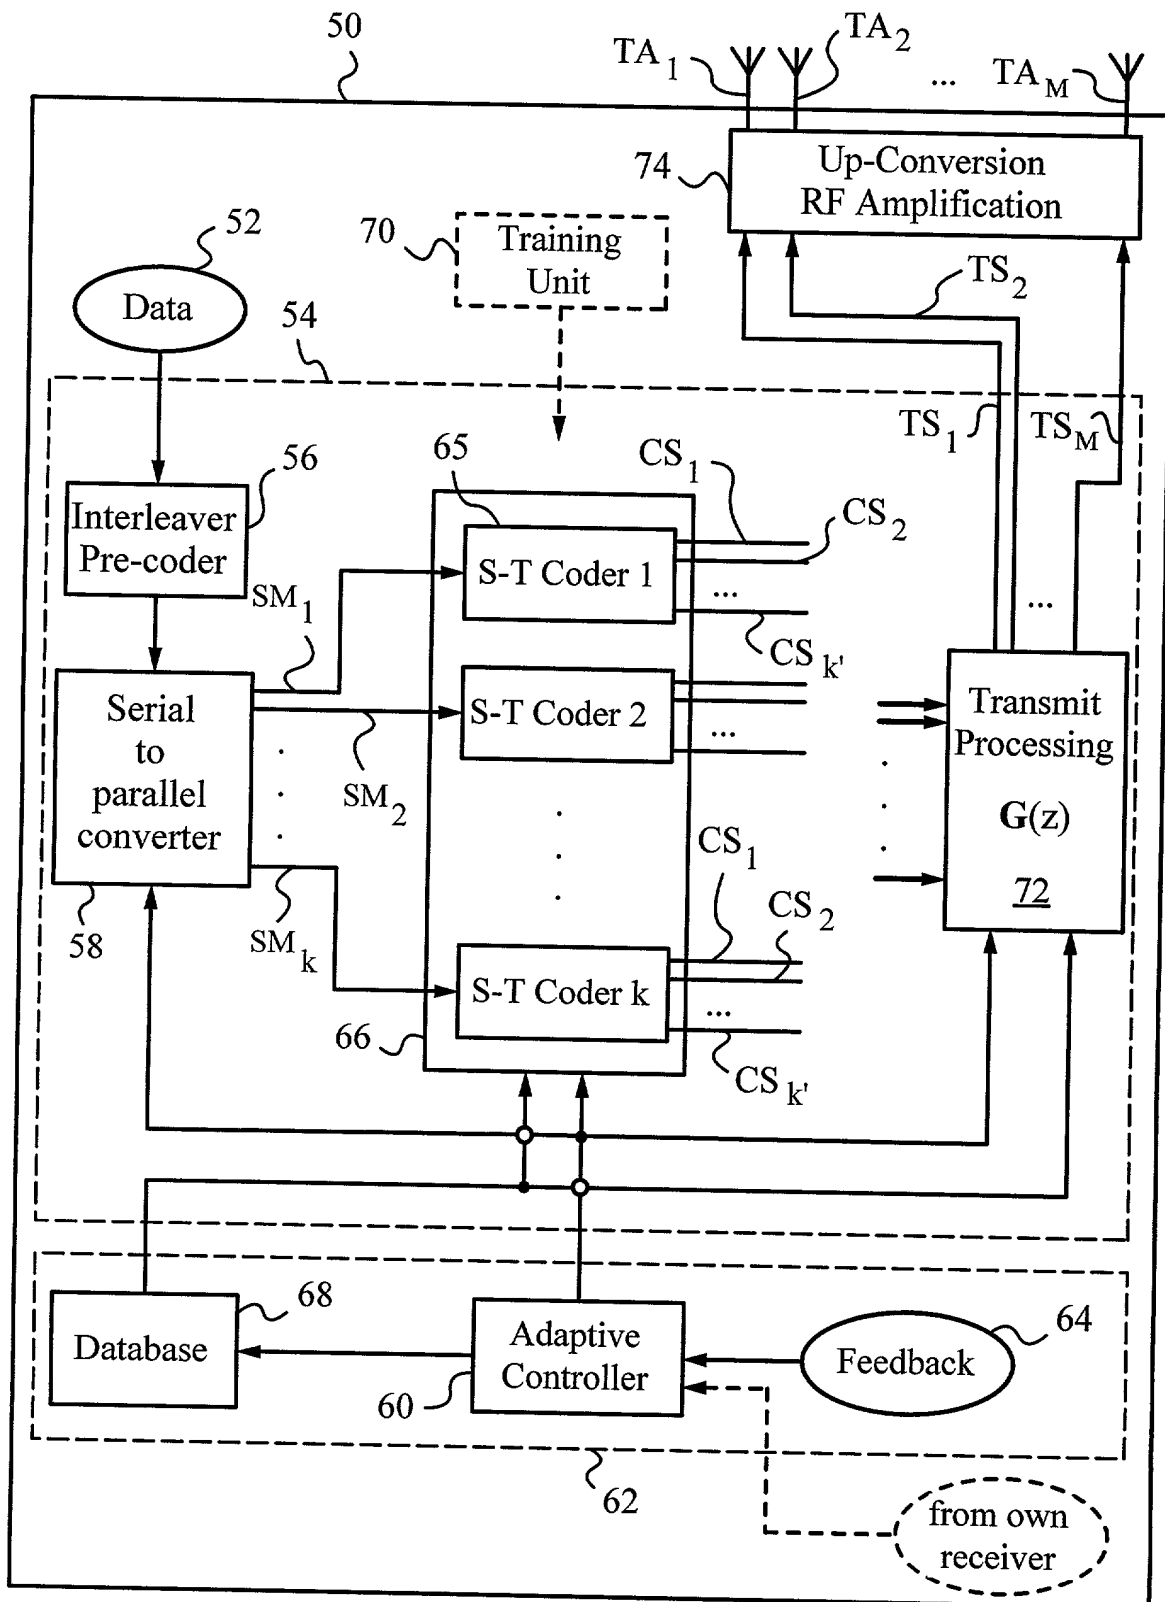 50
TA1
TA2
...
TAM
74
Up-Conversion
RF Amplification
52
70
Training
Unit
TS2
Data
54
TS1
TSM
56
65
CS1
CS2
Interleaver
Pre-coder
S-T Coder 1
...
SM1
CSk'
...
Serial
to
parallel
converter
S-T Coder 2
...
Transmit
Processing
G(z)
72
SM2
CS1
CS2
58
SMk
S-T Coder k
...
66
CSk'
68
Database
Adaptive
Controller
60
64
Feedback
62
from own
receiver